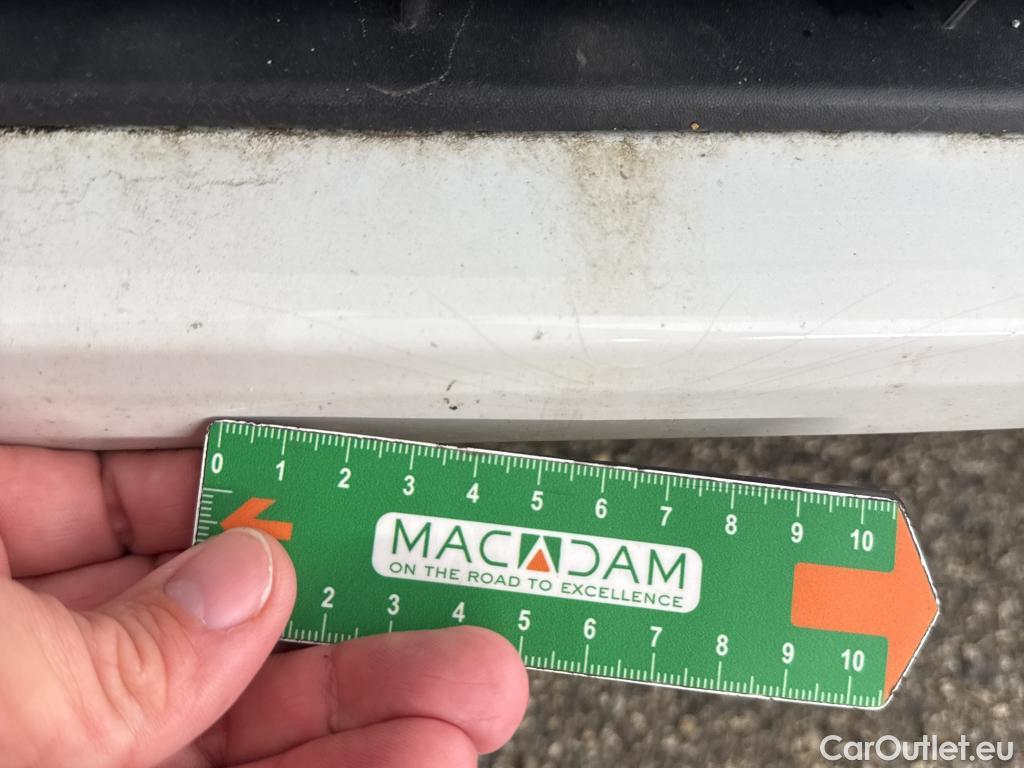 0 1 2 3 4 5 6 7 8 9 10
MACADAM
ON THE ROAD TO EXCELLENCE
2 3 4 5 6 7 8 9 10
CarOutlet.eu